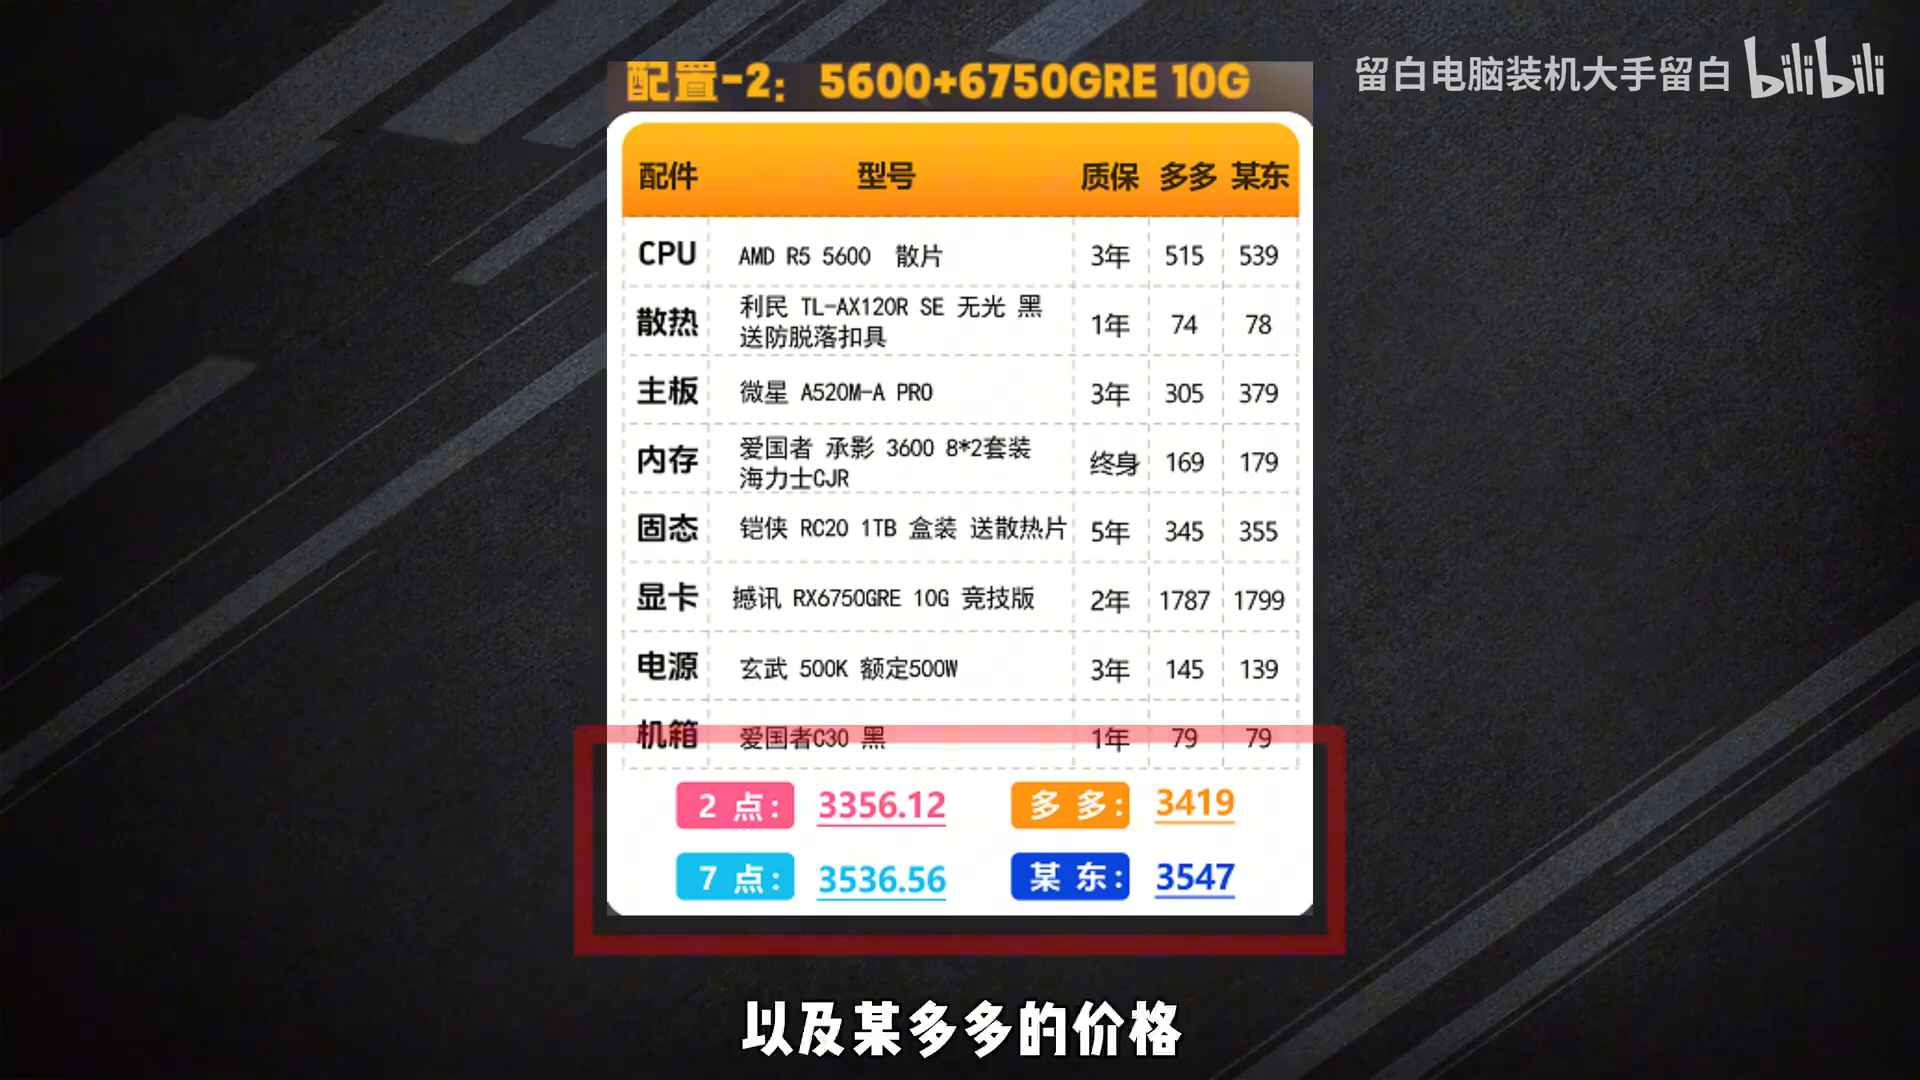 留白电脑装机大手留白 bilibili
配置-2：5600+6750GRE 10G
配件 型号 质保 多多 某东
CPU AMD R5 5600 散片 3年 515 539
散热 利民 TL-AX120R SE 无光 黑 1年 74 78
送防脱落扣具
主板 微星 A520M-A PRO 3年 305 379
内存 爱国者 承影 3600 8*2套装 终身 169 179
海力士CJR
固态 铠侠 RC20 1TB 盒装 送散热片 5年 345 355
显卡 撼讯 RX6750GRE 10G 竞技版 2年 1787 1799
电源 玄武 500K 额定500W 3年 145 139
机箱 爱国者C30 黑 1年 79 79
2 点: 3356.12 多 多: 3419
7 点: 3536.56 某 东: 3547
以及某多多的价格